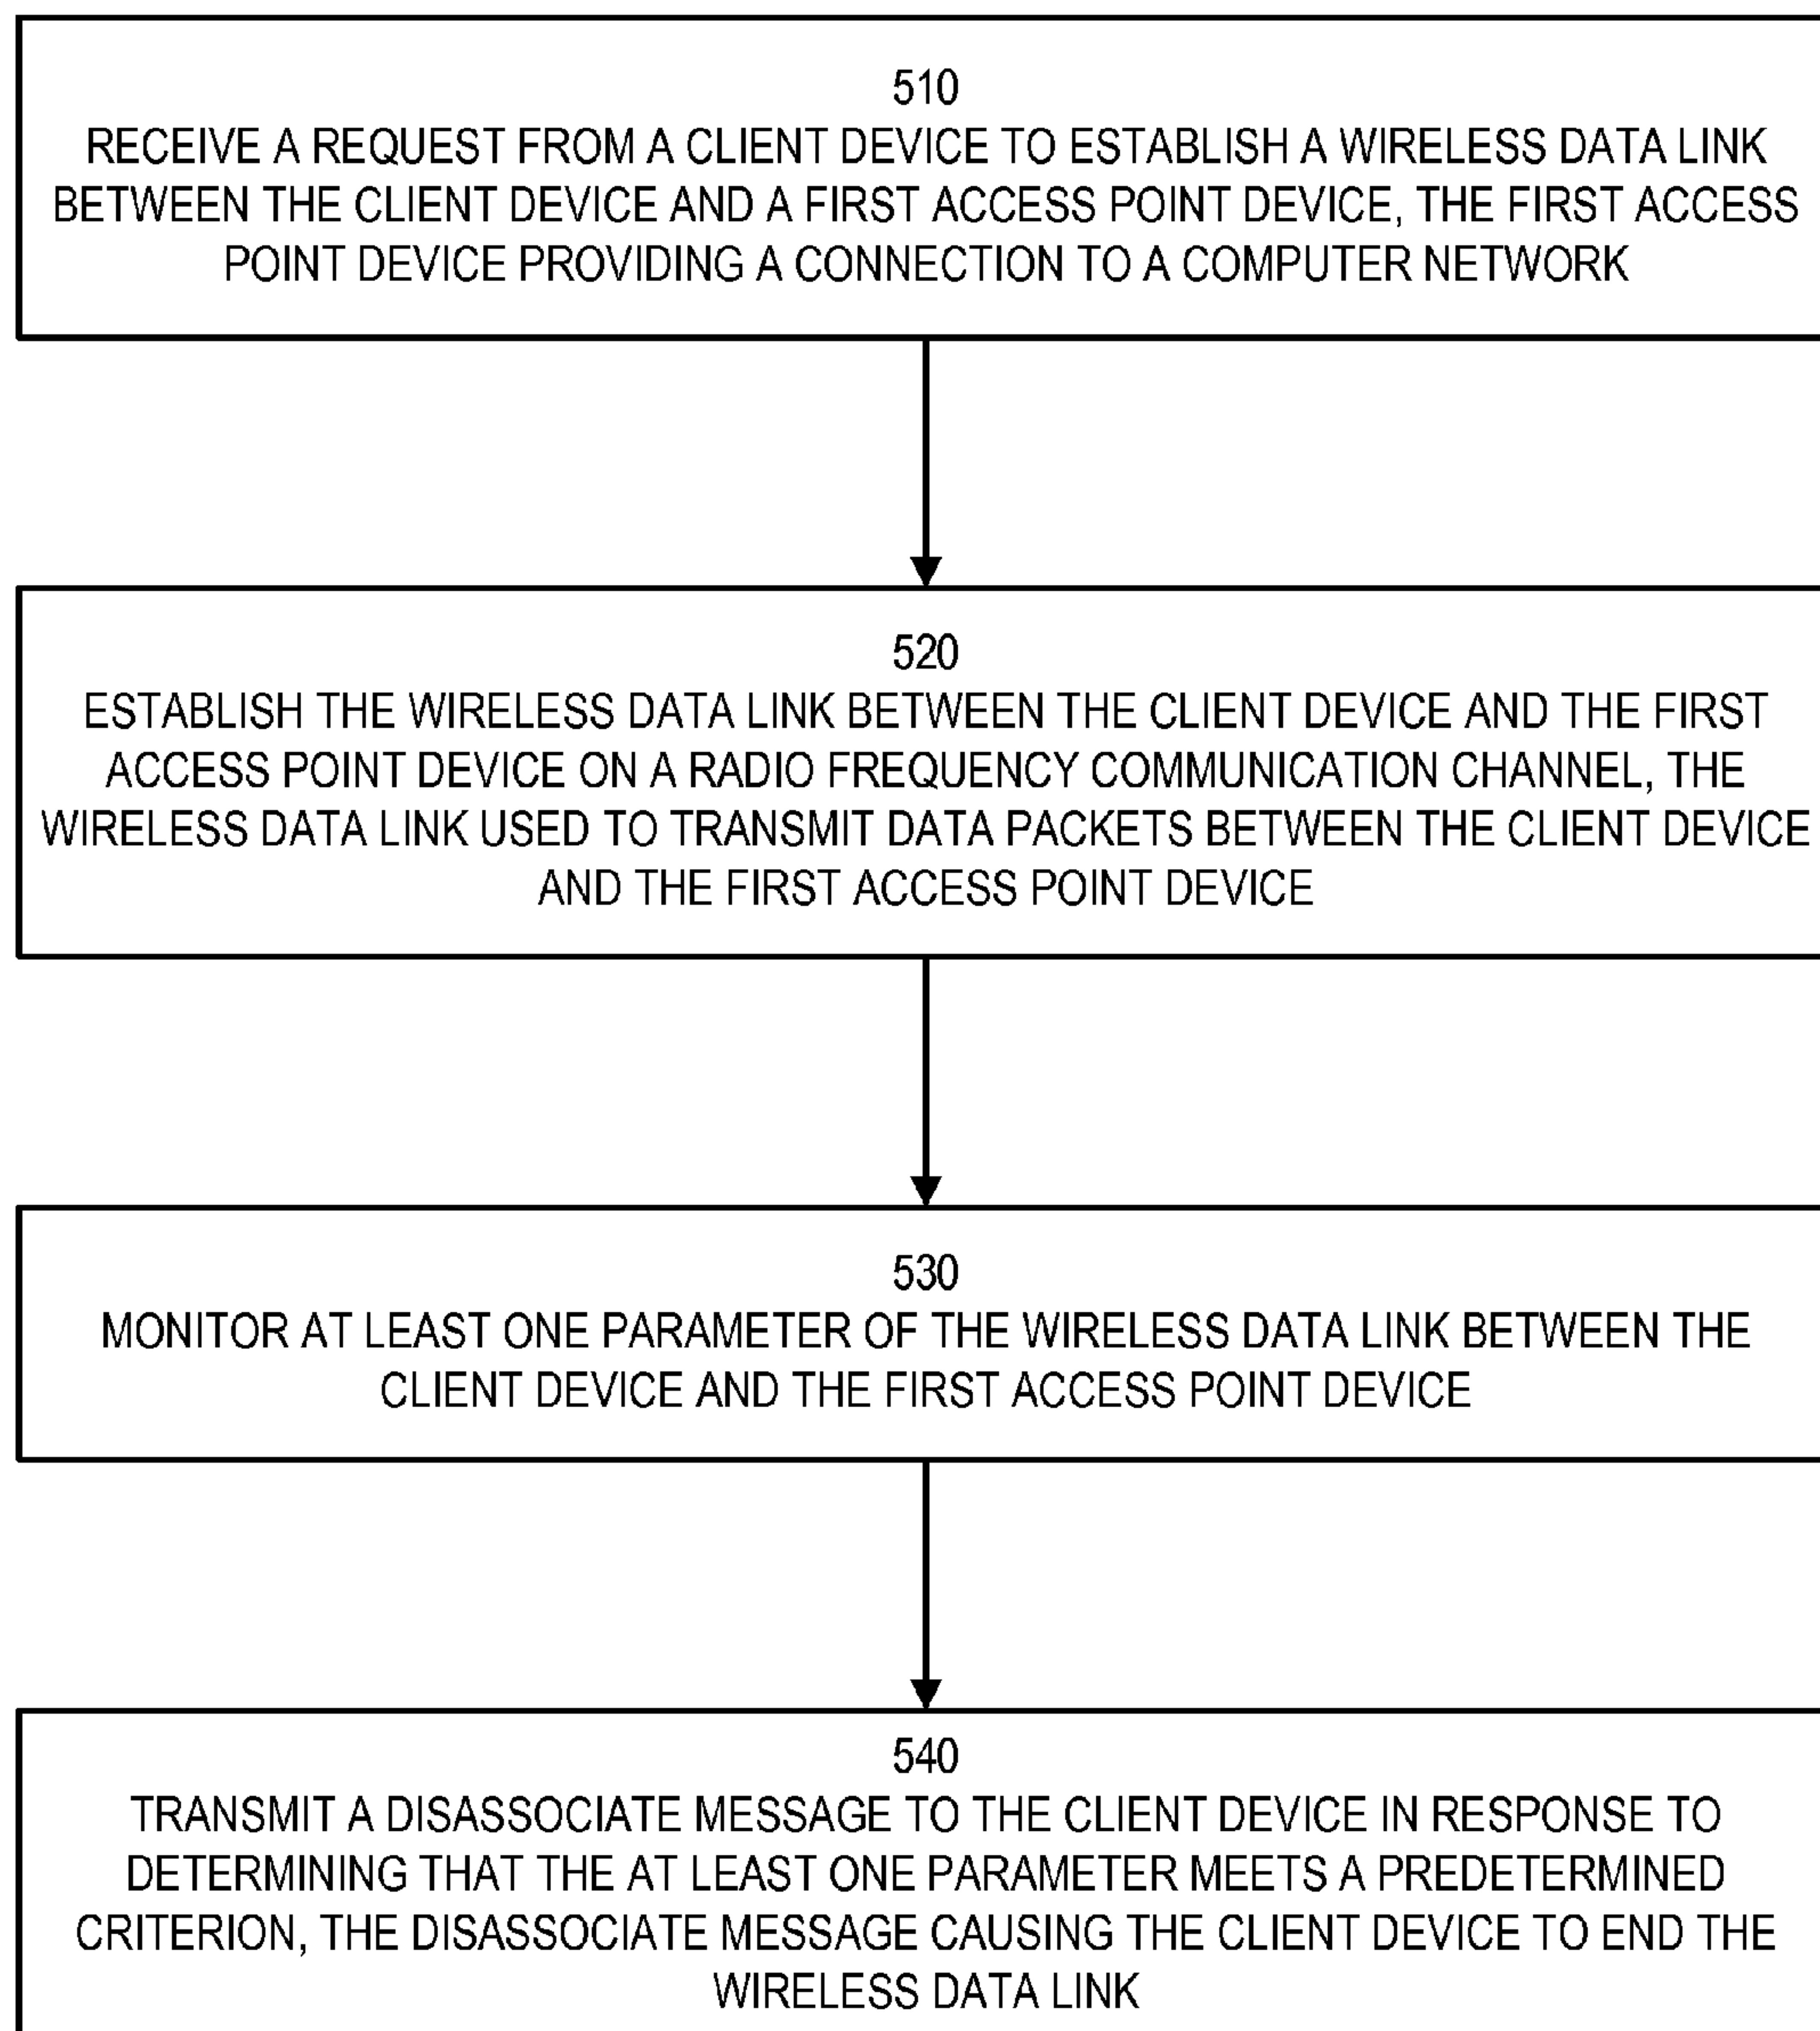 510
RECEIVE A REQUEST FROM A CLIENT DEVICE TO ESTABLISH A WIRELESS DATA LINK
BETWEEN THE CLIENT DEVICE AND A FIRST ACCESS POINT DEVICE, THE FIRST ACCESS
POINT DEVICE PROVIDING A CONNECTION TO A COMPUTER NETWORK
520
ESTABLISH THE WIRELESS DATA LINK BETWEEN THE CLIENT DEVICE AND THE FIRST
ACCESS POINT DEVICE ON A RADIO FREQUENCY COMMUNICATION CHANNEL, THE
WIRELESS DATA LINK USED TO TRANSMIT DATA PACKETS BETWEEN THE CLIENT DEVICE
AND THE FIRST ACCESS POINT DEVICE
530
MONITOR AT LEAST ONE PARAMETER OF THE WIRELESS DATA LINK BETWEEN THE
CLIENT DEVICE AND THE FIRST ACCESS POINT DEVICE
540
TRANSMIT A DISASSOCIATE MESSAGE TO THE CLIENT DEVICE IN RESPONSE TO
DETERMINING THAT THE AT LEAST ONE PARAMETER MEETS A PREDETERMINED
CRITERION, THE DISASSOCIATE MESSAGE CAUSING THE CLIENT DEVICE TO END THE
WIRELESS DATA LINK